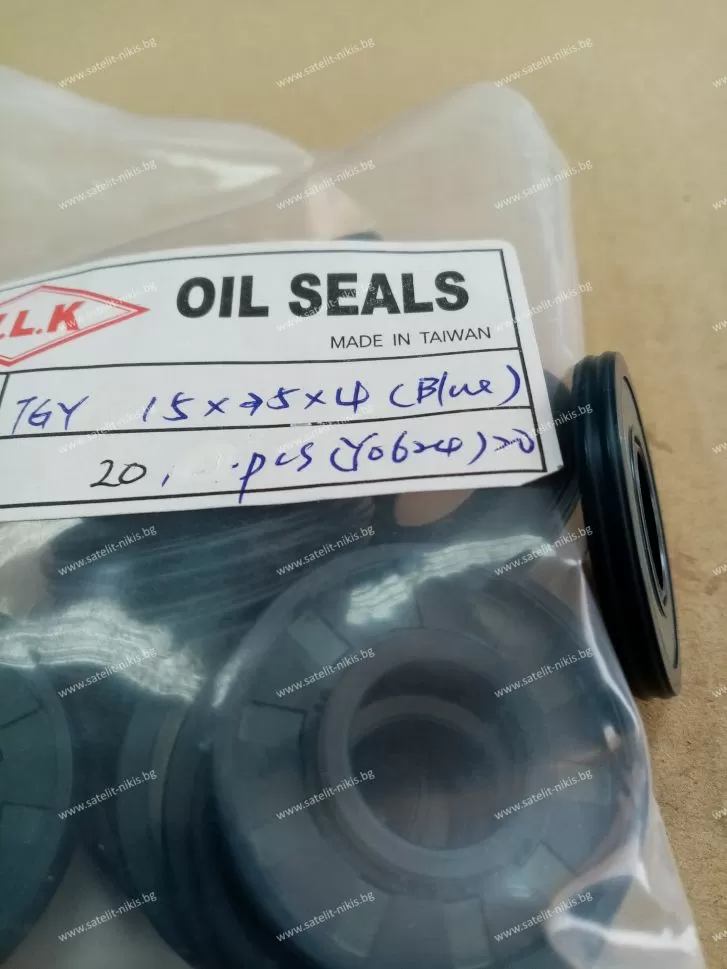 OIL SEALS
.L.K
MADE IN TAIWAN
TGY 15×35×4 (Blue)
20, pcs
www.satelit-nikis.bg